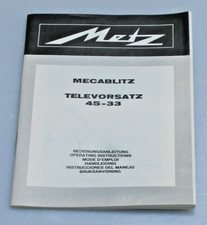 Metz
MECABLITZ
TELEVORSATZ
45-33
BEDIENUNGSANLEITUNG
OPERATING INSTRUCTIONS
MODE D'EMPLOI
HANDLEIDING
INSTRUCCIONES DEL MANEJO
BRUKSANVISNING